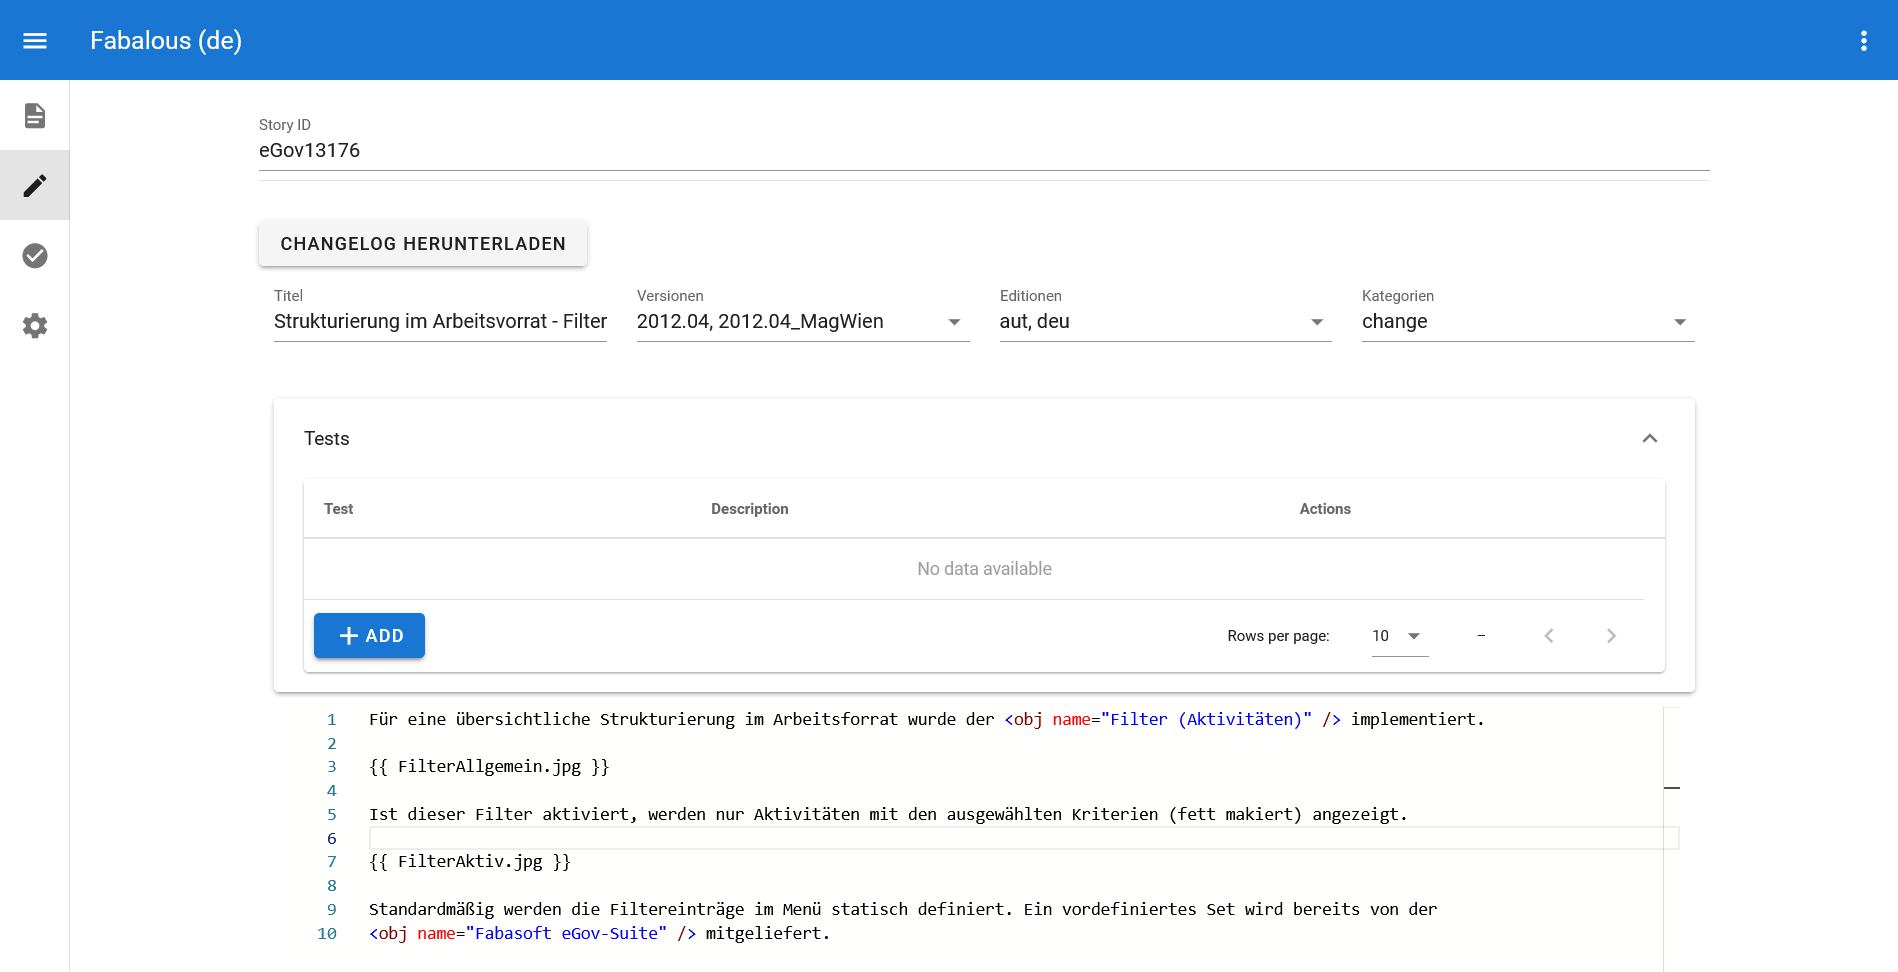 Fabalous (de)
Story ID
eGov13176
CHANGELOG HERUNTERLADEN
Titel
Strukturierung im Arbeitsvorrat - Filter
Versionen
2012.04, 2012.04_MagWien
Editionen
aut, deu
Kategorien
change
Tests
Test Description Actions
No data available
ADD
Rows per page: 10 –
1 Für eine übersichtliche Strukturierung im Arbeitsforrat wurde der <obj name="Filter (Aktivitäten)" /> implementiert.
2
3 {{ FilterAllgemein.jpg }}
4
5 Ist dieser Filter aktiviert, werden nur Aktivitäten mit den ausgewählten Kriterien (fett makiert) angezeigt.
6
7 {{ FilterAktiv.jpg }}
8
9 Standardmäßig werden die Filtereinträge im Menü statisch definiert. Ein vordefiniertes Set wird bereits von der
10 <obj name="Fabasoft eGov-Suite" /> mitgeliefert.